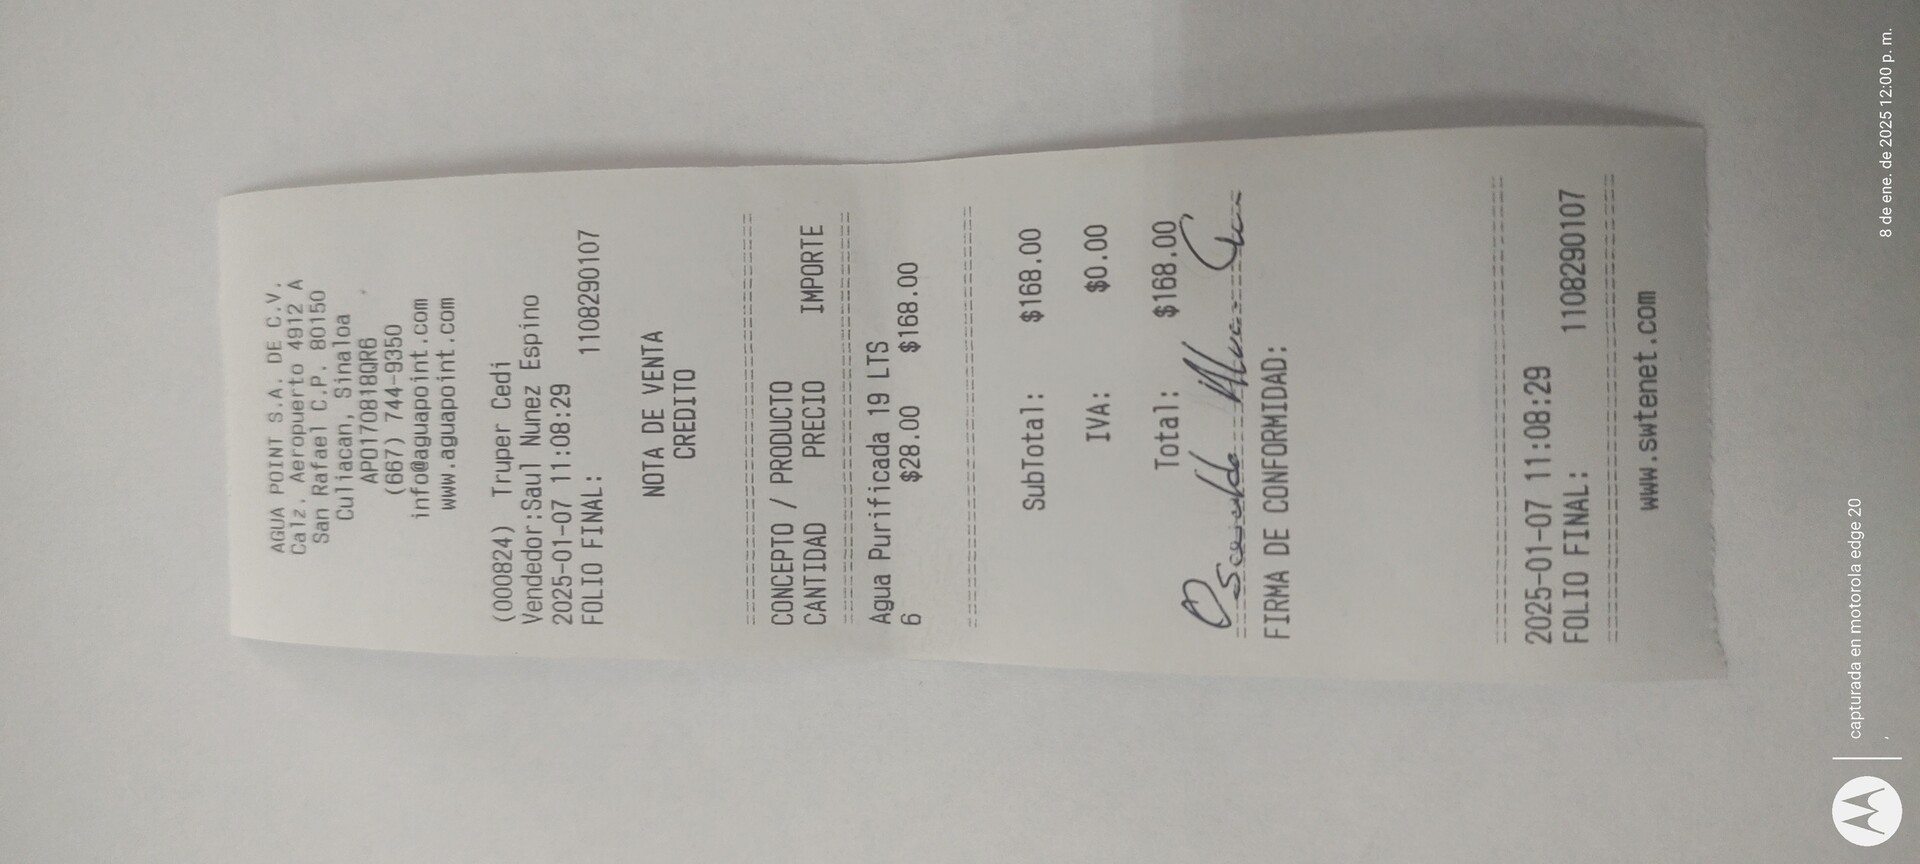 AGUA POINT S.A. DE C.V.
Calz. Aeropuerto 4912 A
San Rafael C.P. 80150
Culiacan, Sinaloa
APO170818QR6
(667) 744-9350
info@aguapoint.com
www.aguapoint.com
(000824) Truper Cedi
Vendedor:Saul Nunez Espino
2025-01-07 11:08:29
FOLIO FINAL: 1108290107
NOTA DE VENTA
CREDITO
CONCEPTO / PRODUCTO
CANTIDAD PRECIO IMPORTE
Agua Purificada 19 LTS
6 $28.00 $168.00
SubTotal: $168.00
IVA: $0.00
Total: $168.00
FIRMA DE CONFORMIDAD:
2025-01-07 11:08:29
FOLIO FINAL: 1108290107
www.swtenet.com
capturada en motorola edge 20
8 de ene. de 2025 12:00 p. m.